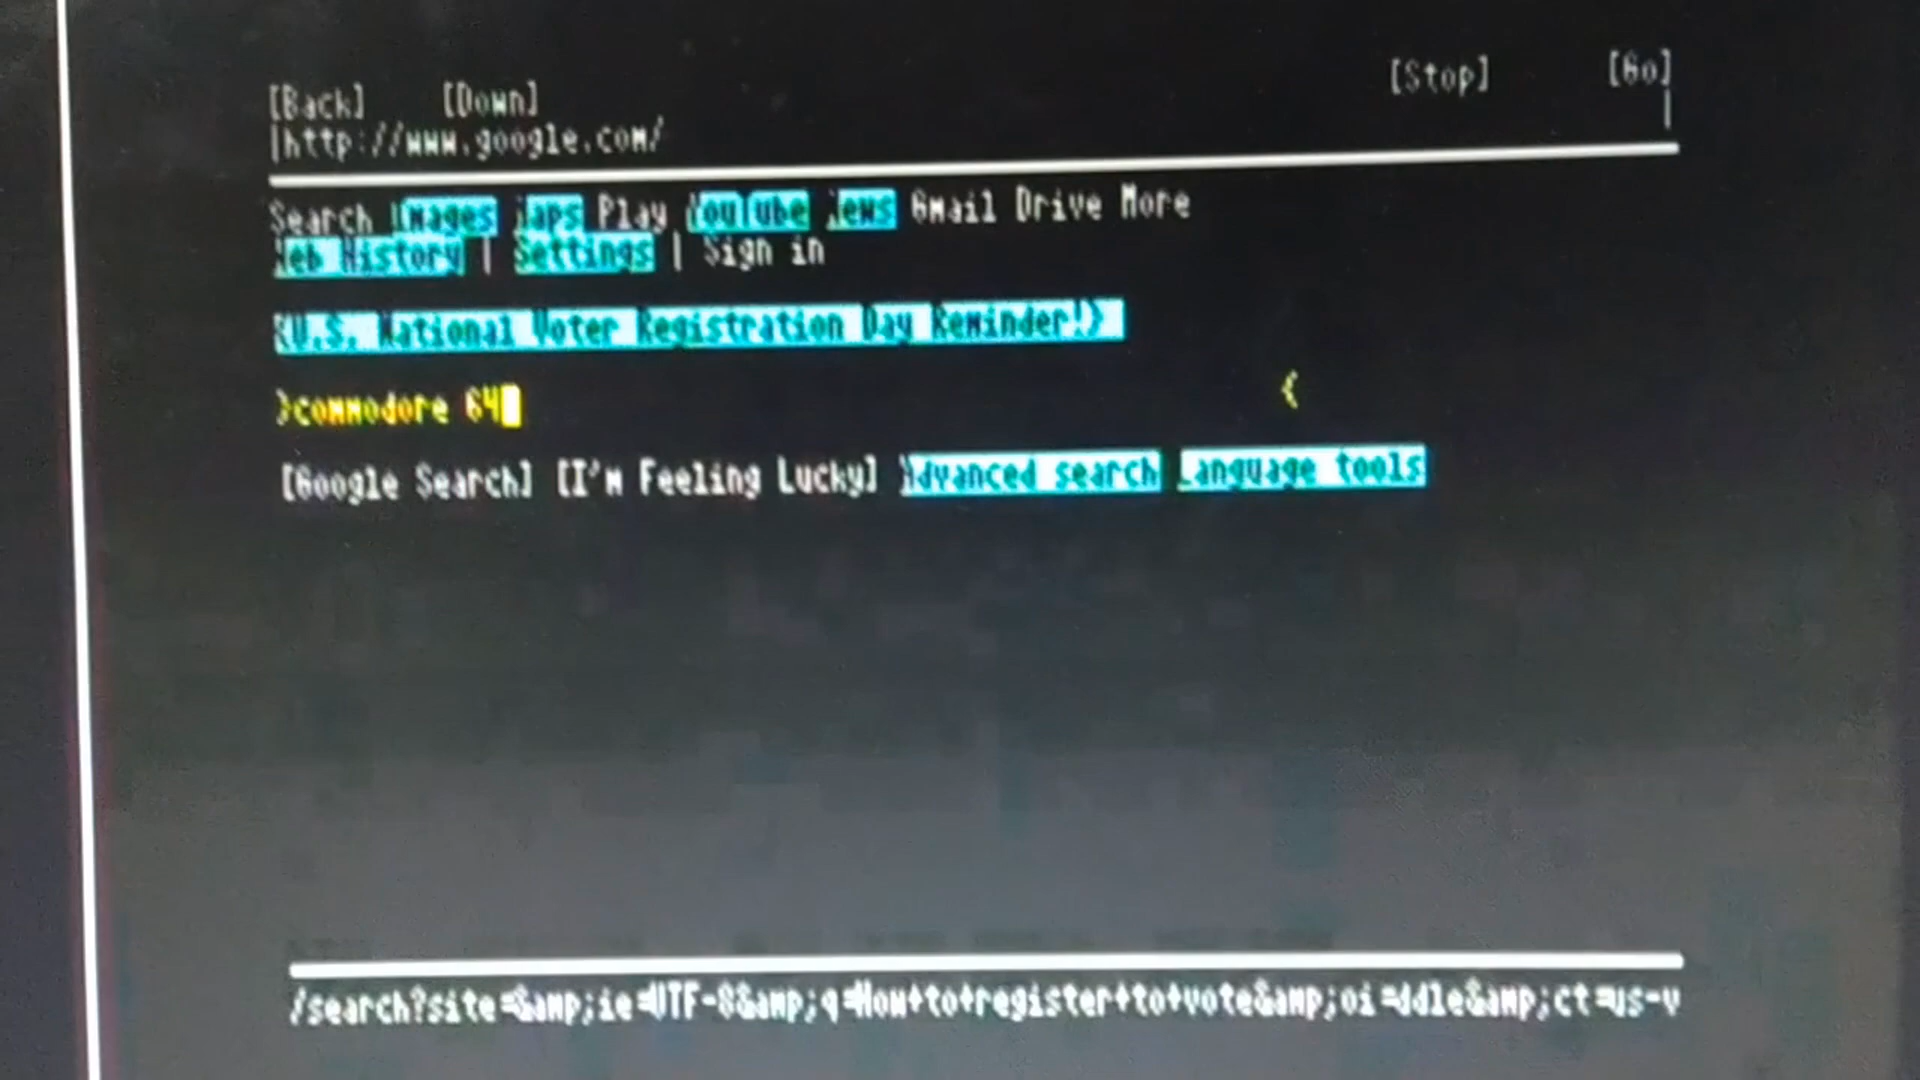 [Back] [Down] [Stop] [Go]
|http://www.google.com/ |
Search Images Maps Play YouTube News Gmail Drive More
Web History | Settings | Sign in
<U.S. National Voter Registration Day Reminder!>
}commodore 64 {
[Google Search] [I'm Feeling Lucky] Advanced search Language tools
/search?site=&amp;ie=UTF-8&amp;q=How+to+register+to+vote&amp;oi=ddle&amp;ct=us-v